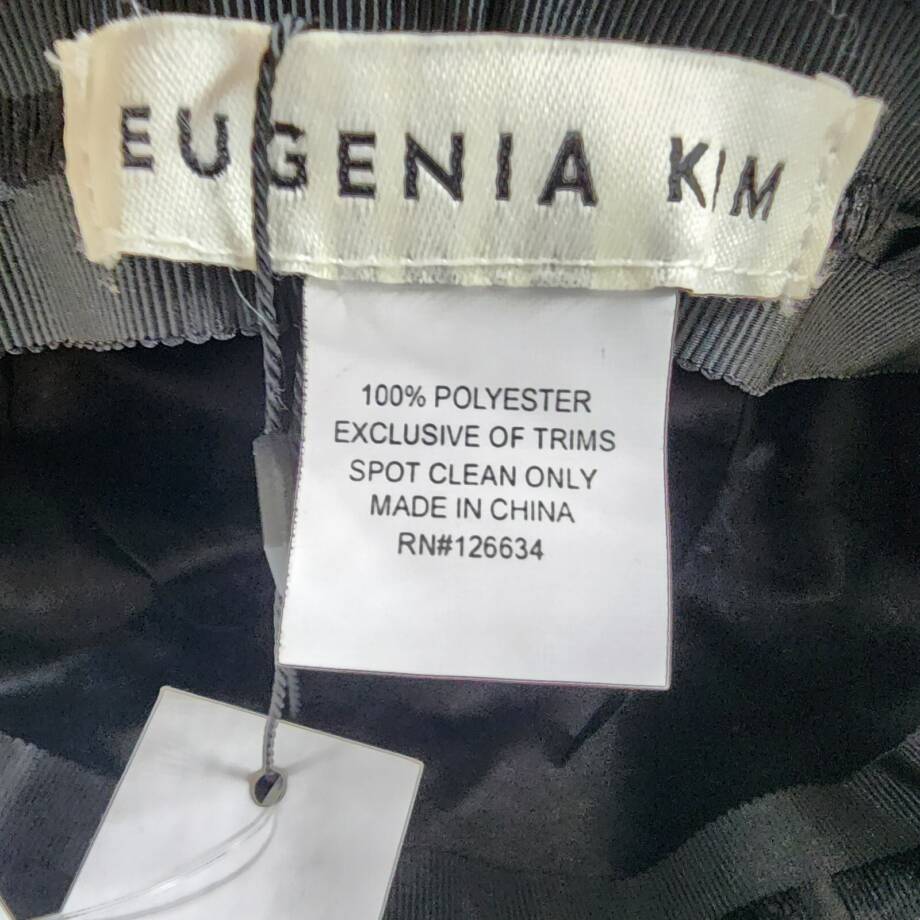 EUGENIA KIM
100% POLYESTER
EXCLUSIVE OF TRIMS
SPOT CLEAN ONLY
MADE IN CHINA
RN#126634